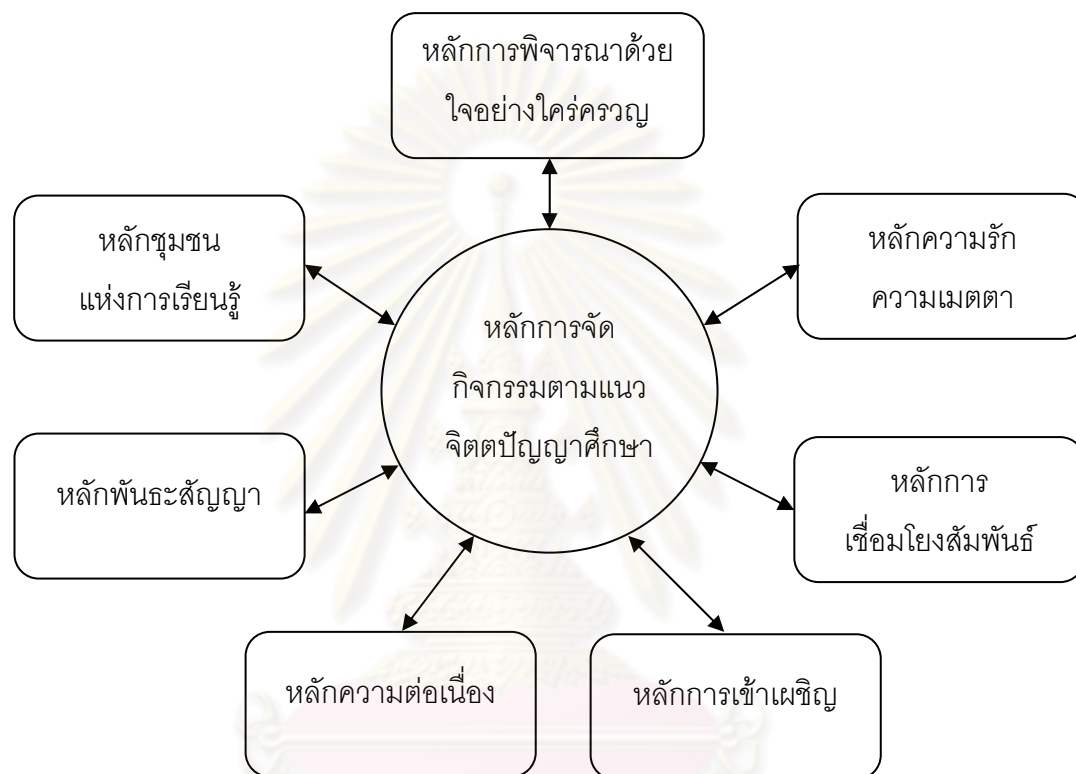 หลักการพิจารณาด้วย
ใจอย่างใคร่ครวญ
หลักชุมชน
แห่งการเรียนรู้
หลักความรัก
ความเมตตา
หลักการจัด
กิจกรรมตามแนว
จิตตปัญญาศึกษา
หลักพันธะสัญญา
หลักการ
เชื่อมโยงสัมพันธ์
หลักความต่อเนื่อง
หลักการเข้าเผชิญ